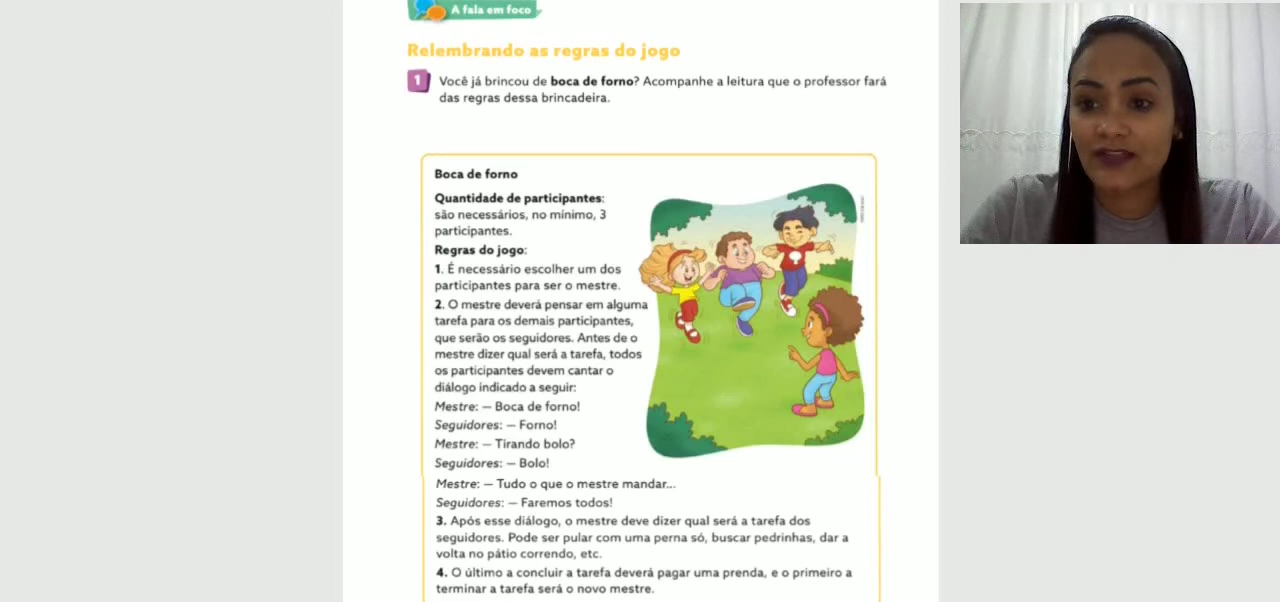 A fala em foco
Relembrando as regras do jogo
1 Você já brincou de boca de forno? Acompanhe a leitura que o professor fará
das regras dessa brincadeira.
Boca de forno
Quantidade de participantes:
são necessários, no mínimo, 3
participantes.
Regras do jogo:
1. É necessário escolher um dos
participantes para ser o mestre.
2. O mestre deverá pensar em alguma
tarefa para os demais participantes,
que serão os seguidores. Antes de o
mestre dizer qual será a tarefa, todos
os participantes devem cantar o
diálogo indicado a seguir:
Mestre: — Boca de forno!
Seguidores: — Forno!
Mestre: — Tirando bolo?
Seguidores: — Bolo!
Mestre: — Tudo o que o mestre mandar...
Seguidores: — Faremos todos!
3. Após esse diálogo, o mestre deve dizer qual será a tarefa dos
seguidores. Pode ser pular com uma perna só, buscar pedrinhas, dar a
volta no pátio correndo, etc.
4. O último a concluir a tarefa deverá pagar uma prenda, e o primeiro a
terminar a tarefa será o novo mestre.